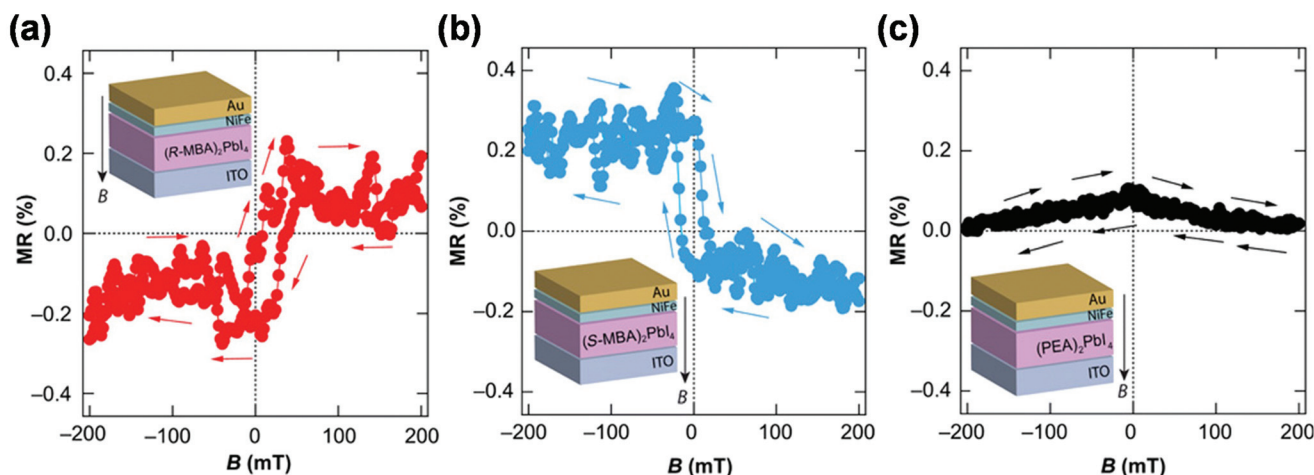 (a)
MR (%)
0.4
0.2
0.0
–0.2
–0.4
–200
–100
0
100
200
B (mT)
Au
NiFe
(R-MBA)₂PbI₄
ITO
B
(b)
MR (%)
0.4
0.2
0.0
–0.2
–0.4
–200
–100
0
100
200
B (mT)
Au
NiFe
(S-MBA)₂PbI₄
ITO
B
(c)
MR (%)
0.4
0.2
0.0
–0.2
–0.4
–200
–100
0
100
200
B (mT)
Au
NiFe
(PEA)₂PbI₄
ITO
B